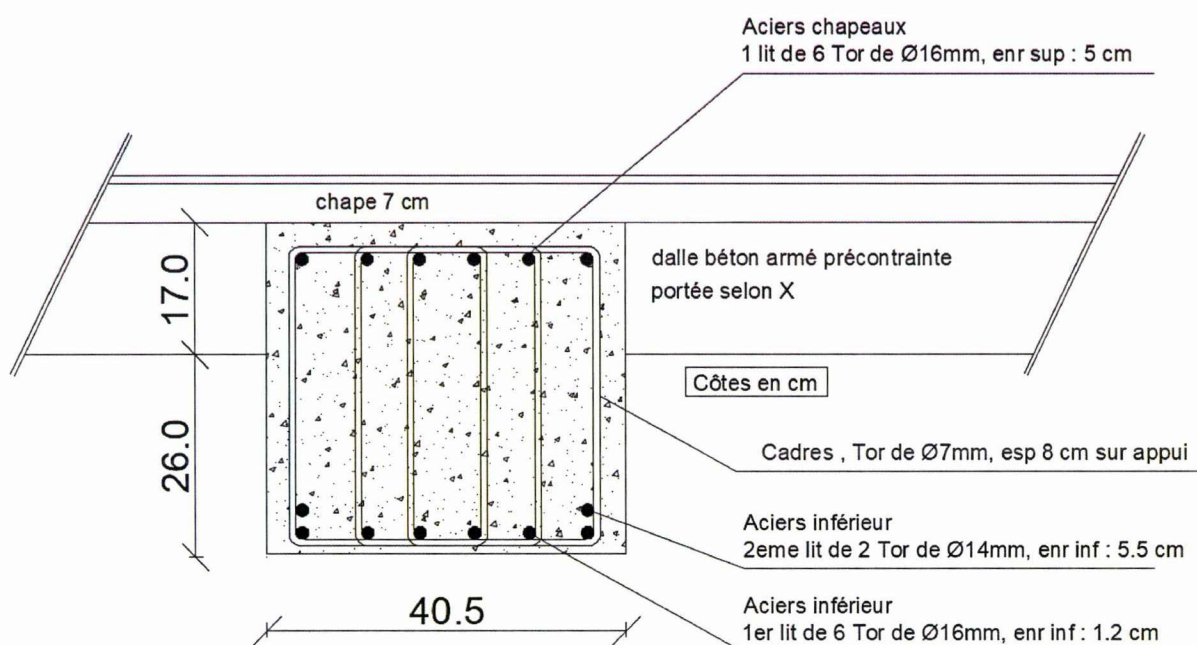 Aciers chapeaux
1 lit de 6 Tor de Ø16mm, enr sup : 5 cm
chape 7 cm
17.0
dalle béton armé précontrainte
portée selon X
Côtes en cm
26.0
Cadres , Tor de Ø7mm, esp 8 cm sur appui
Aciers inférieur
2eme lit de 2 Tor de Ø14mm, enr inf : 5.5 cm
40.5
Aciers inférieur
1er lit de 6 Tor de Ø16mm, enr inf : 1.2 cm